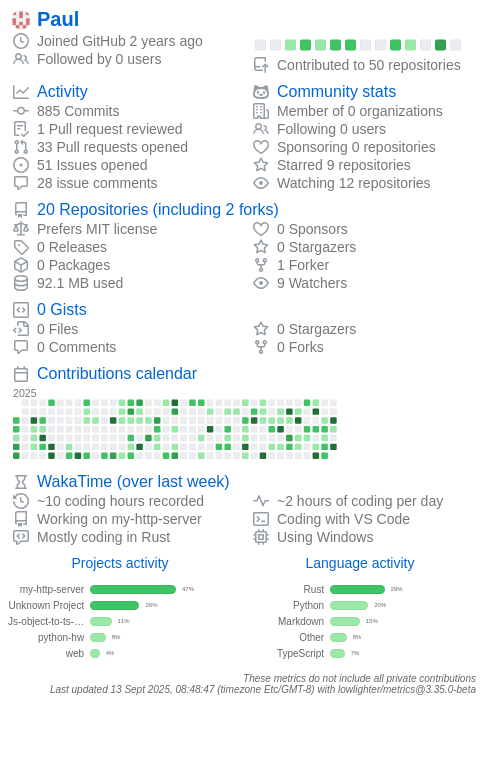 Paul
Joined GitHub 2 years ago
Followed by 0 users
Contributed to 50 repositories
Activity
885 Commits
1 Pull request reviewed
33 Pull requests opened
51 Issues opened
28 issue comments
Community stats
Member of 0 organizations
Following 0 users
Sponsoring 0 repositories
Starred 9 repositories
Watching 12 repositories
20 Repositories (including 2 forks)
Prefers MIT license
0 Releases
0 Packages
92.1 MB used
0 Sponsors
0 Stargazers
1 Forker
9 Watchers
0 Gists
0 Files
0 Comments
0 Stargazers
0 Forks
Contributions calendar
2025
WakaTime (over last week)
~10 hours recorded
Working on my-http-server
Mostly coding in Rust
~2 hours of coding per day
Coding with VS Code
Using Windows
Projects activity
my-http-server 47%
Unknown Project 26%
Js-object-to-ts-… 11%
python-hw 8%
web 4%
Language activity
Rust 29%
Python 20%
Markdown 15%
Other 8%
TypeScript 7%
These metrics do not include all private contributions
Last updated 13 Sept 2025, 08:48:47 (timezone Etc/GMT-8) with lowlighter/metrics@3.35.0-beta